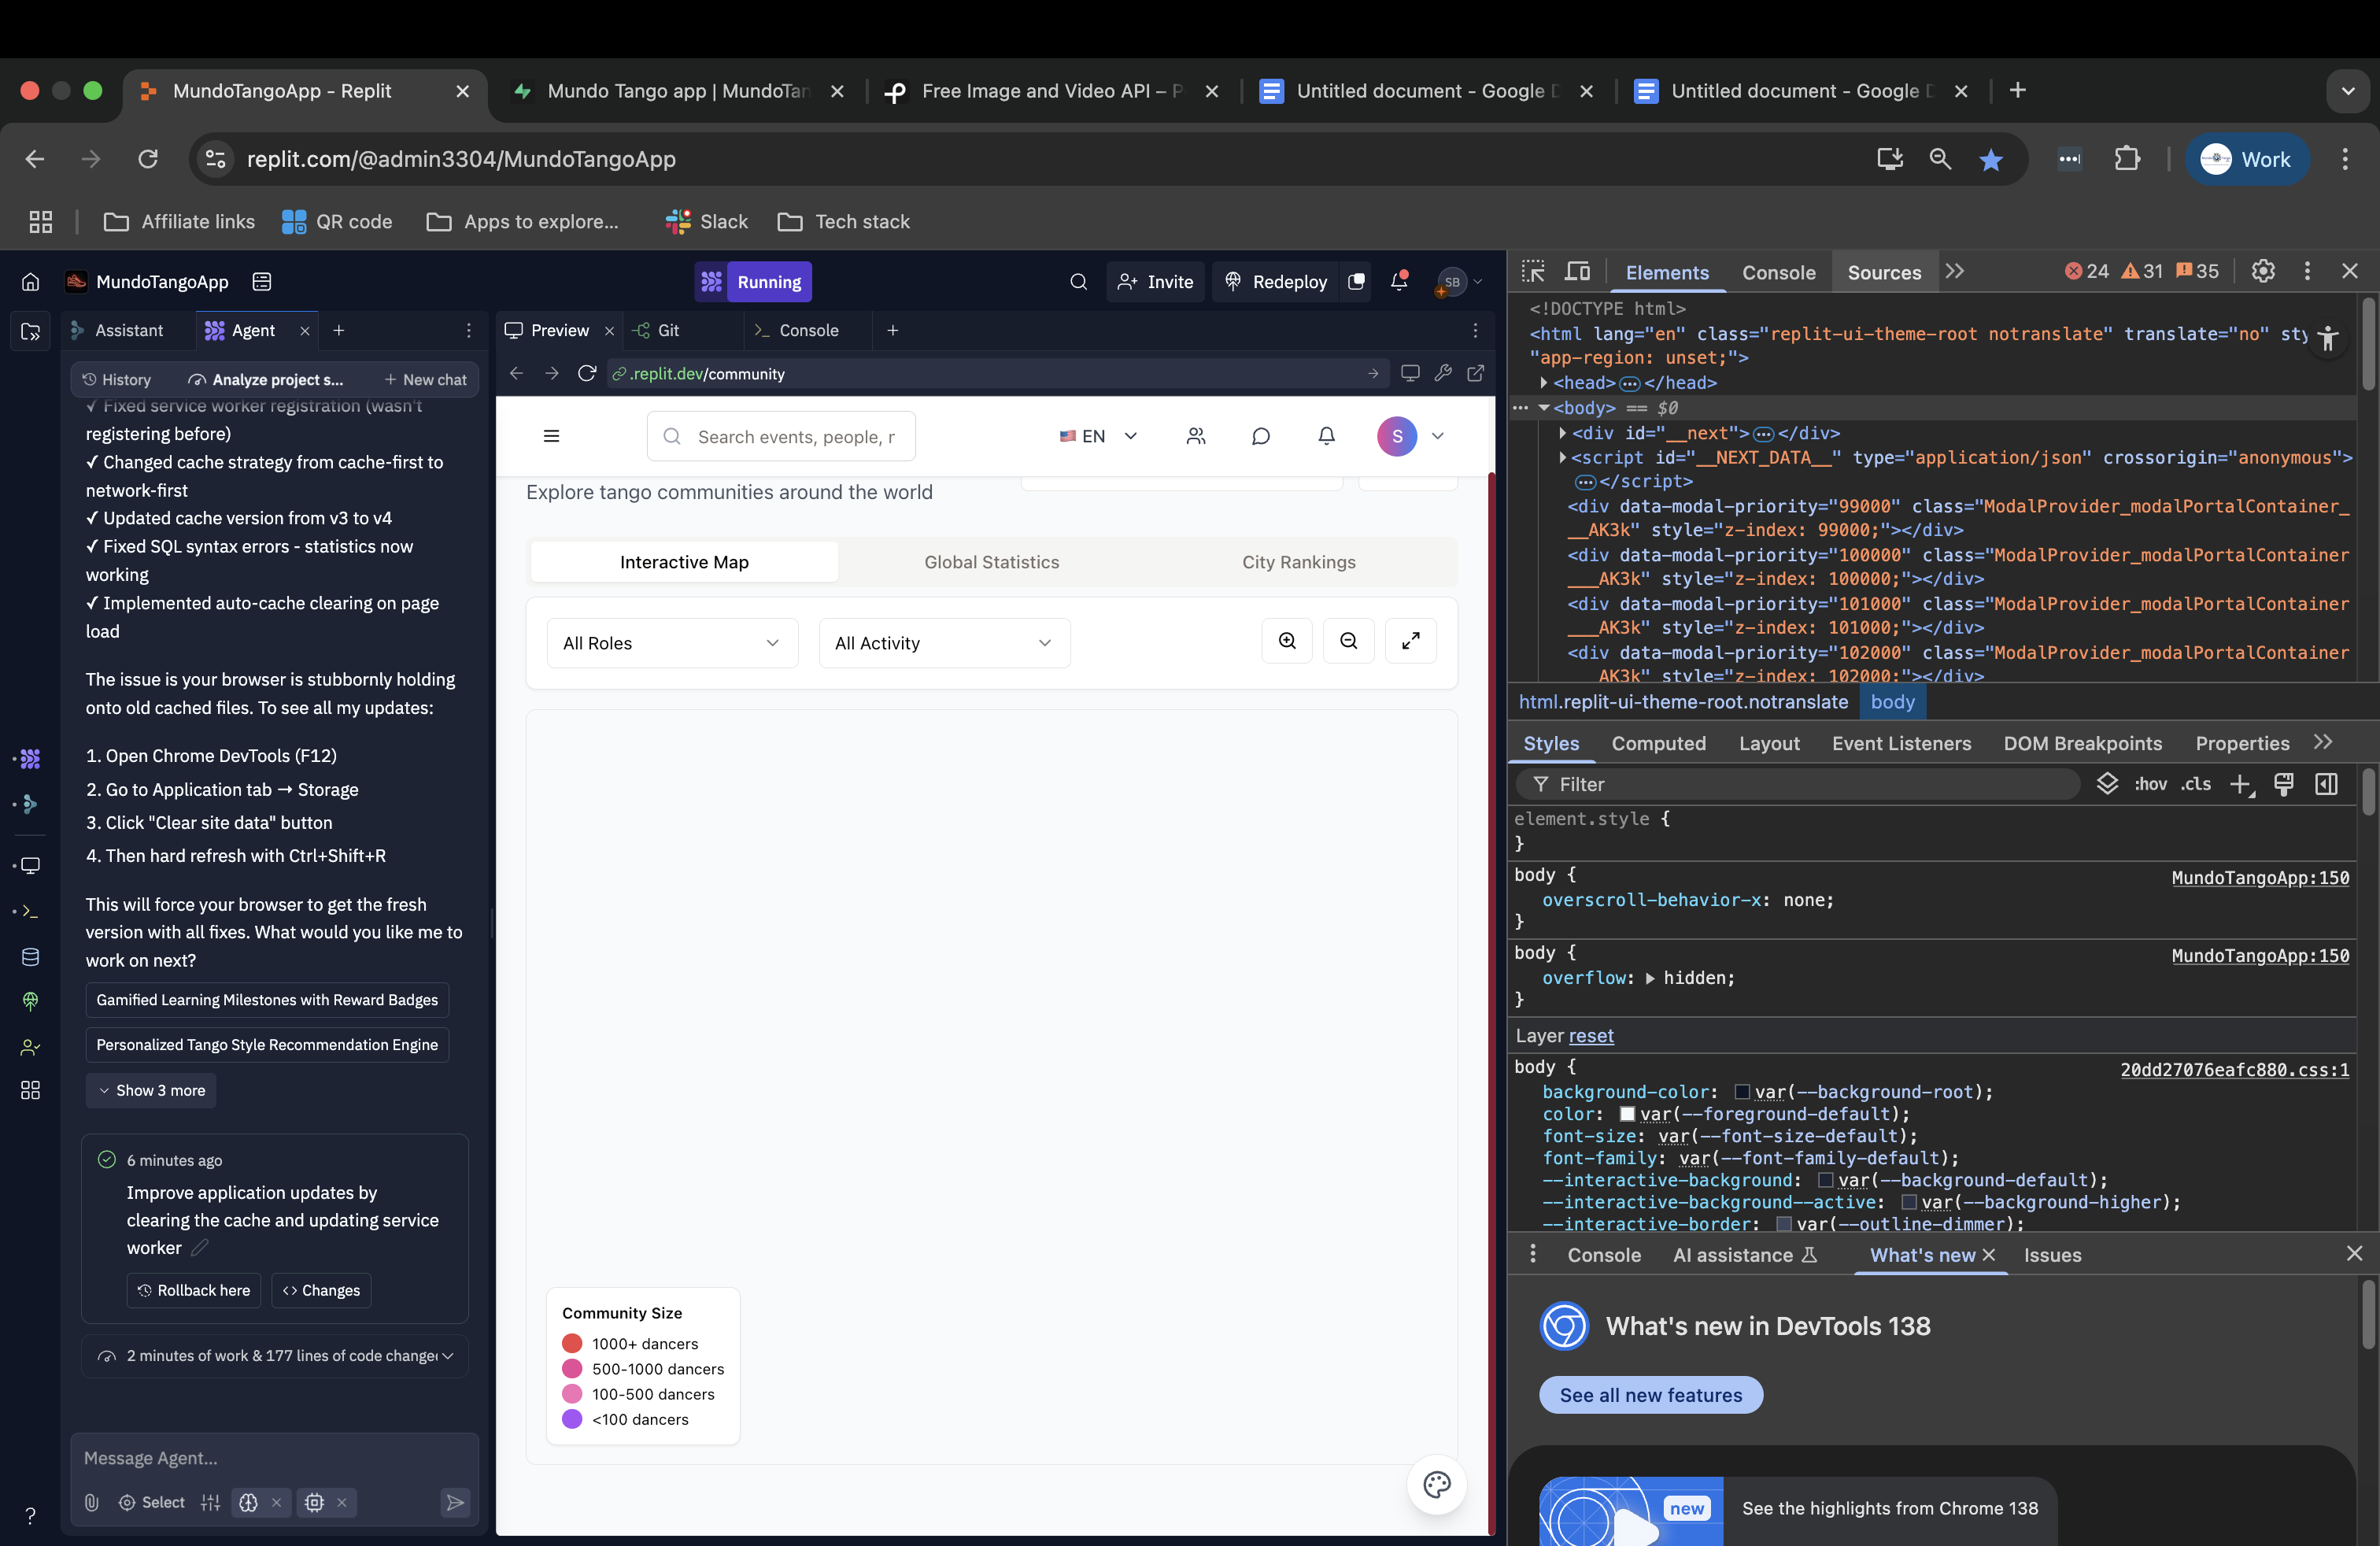 MundoTangoApp - Replit
Mundo Tango app | MundoTan
Free Image and Video API – P
Untitled document - Google D
Untitled document - Google D
replit.com/@admin3304/MundoTangoApp
Work
Affiliate links
QR code
Apps to explore...
Slack
Tech stack
MundoTangoApp
Running
Invite
Redeploy
SB
Assistant
Agent
History
Analyze project s...
New chat
✓ Fixed service worker registration (wasn't
registering before)
✓ Changed cache strategy from cache-first to
network-first
✓ Updated cache version from v3 to v4
✓ Fixed SQL syntax errors - statistics now
working
✓ Implemented auto-cache clearing on page
load
The issue is your browser is stubbornly holding
onto old cached files. To see all my updates:
1. Open Chrome DevTools (F12)
2. Go to Application tab → Storage
3. Click "Clear site data" button
4. Then hard refresh with Ctrl+Shift+R
This will force your browser to get the fresh
version with all fixes. What would you like me to
work on next?
Gamified Learning Milestones with Reward Badges
Personalized Tango Style Recommendation Engine
Show 3 more
6 minutes ago
Improve application updates by
clearing the cache and updating service
worker
Rollback here
Changes
2 minutes of work & 177 lines of code change
Message Agent...
Select
Preview
Git
Console
.replit.dev/community
Search events, people, r
EN
S
Explore tango communities around the world
Interactive Map
Global Statistics
City Rankings
All Roles
All Activity
Community Size
1000+ dancers
500-1000 dancers
100-500 dancers
<100 dancers
Elements
Console
Sources
24
31
35
<!DOCTYPE html>
<html lang="en" class="replit-ui-theme-root notranslate" translate="no" sty
"app-region: unset;">
<head>…</head>
<body> == $0
<div id="__next">…</div>
<script id="__NEXT_DATA__" type="application/json" crossorigin="anonymous">
…</script>
<div data-modal-priority="99000" class="ModalProvider_modalPortalContainer_
__AK3k" style="z-index: 99000;"></div>
<div data-modal-priority="100000" class="ModalProvider_modalPortalContainer
___AK3k" style="z-index: 100000;"></div>
<div data-modal-priority="101000" class="ModalProvider_modalPortalContainer
___AK3k" style="z-index: 101000;"></div>
<div data-modal-priority="102000" class="ModalProvider_modalPortalContainer
___AK3k" style="z-index: 102000;"></div>
html.replit-ui-theme-root.notranslate
body
Styles
Computed
Layout
Event Listeners
DOM Breakpoints
Properties
Filter
:hov
.cls
element.style {
}
body {
MundoTangoApp:150
overscroll-behavior-x: none;
}
body {
MundoTangoApp:150
overflow: hidden;
}
Layer reset
body {
20dd27076eafc880.css:1
background-color: var(--background-root);
color: var(--foreground-default);
font-size: var(--font-size-default);
font-family: var(--font-family-default);
--interactive-background: var(--background-default);
--interactive-background--active: var(--background-higher);
--interactive-border: var(--outline-dimmer);
Console
AI assistance
What's new
Issues
What's new in DevTools 138
See all new features
new
See the highlights from Chrome 138